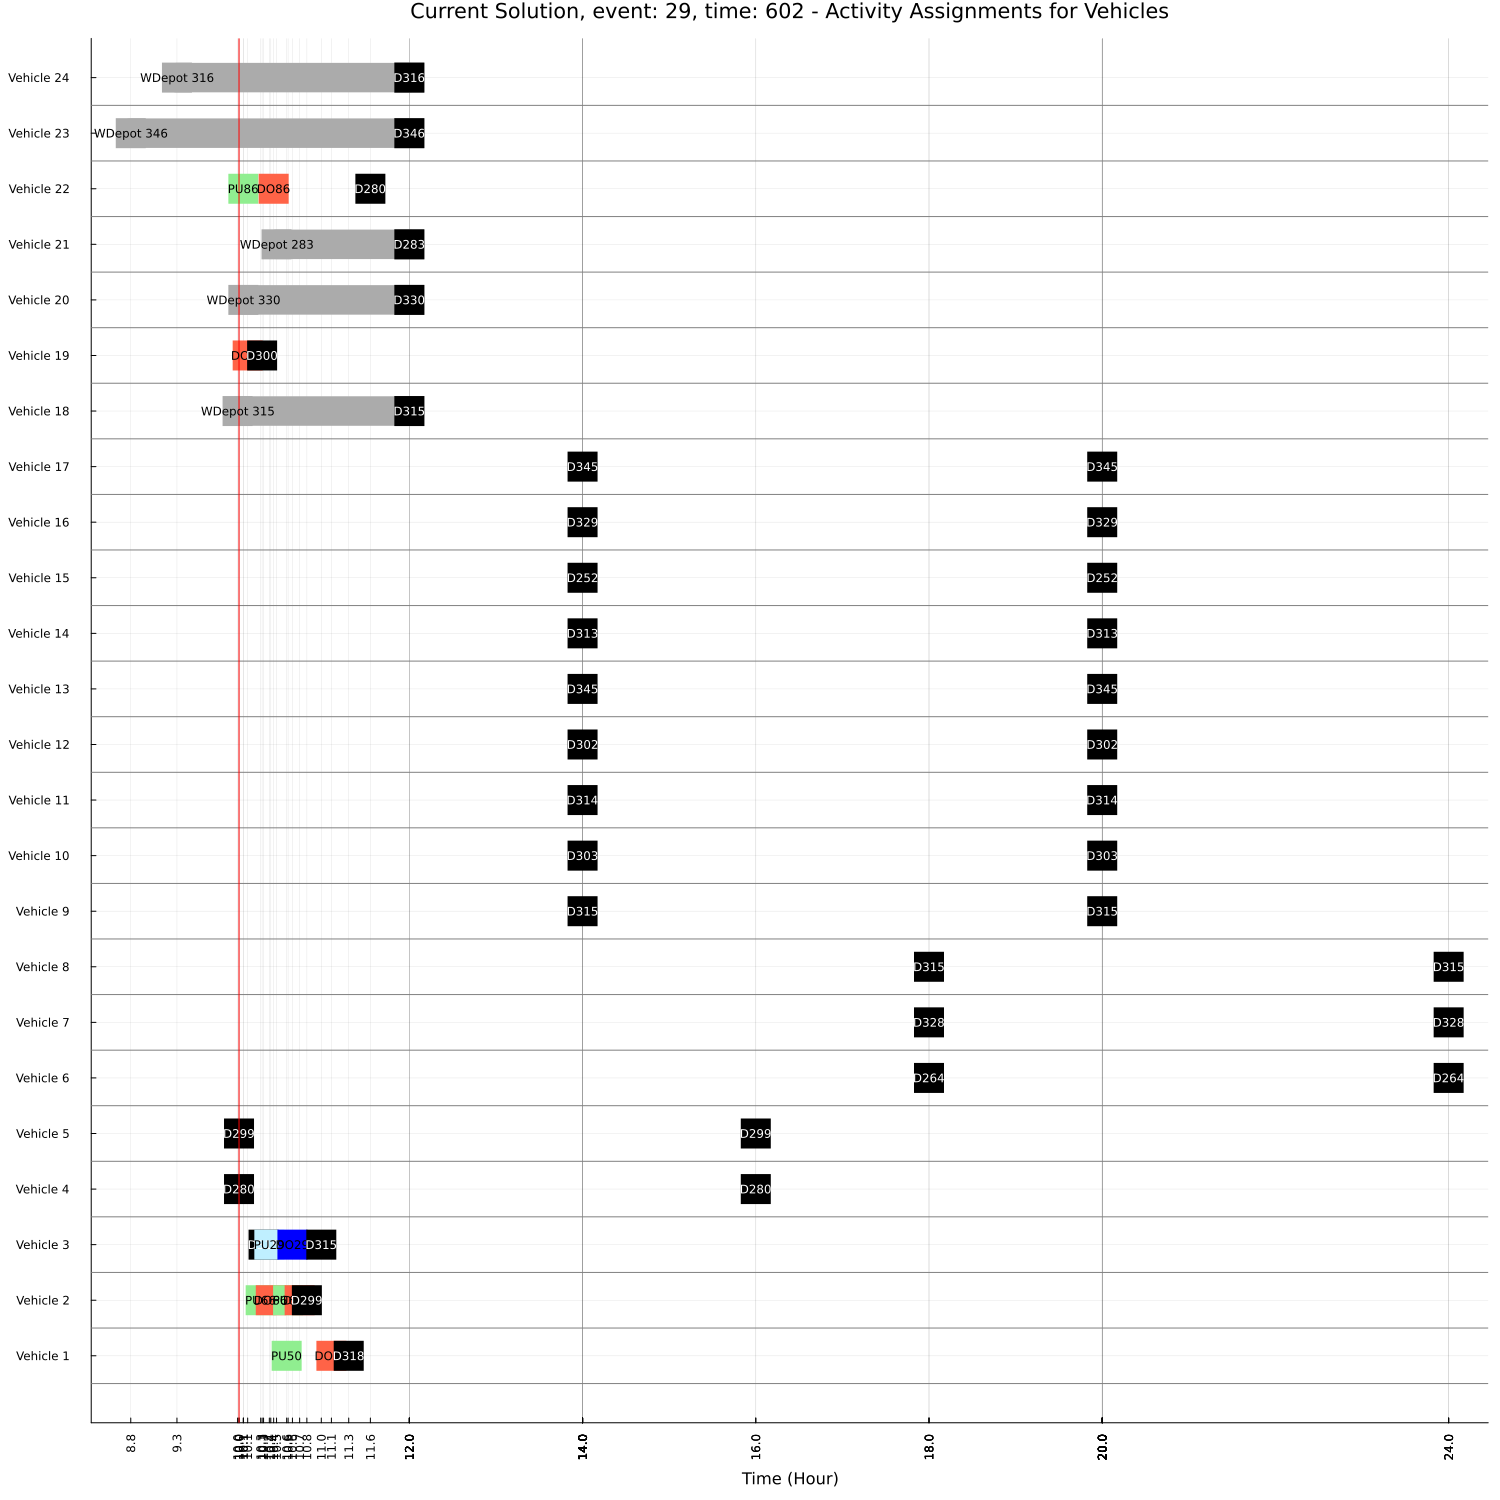 Current Solution, event: 29, time: 602 - Activity Assignments for Vehicles
Vehicle 24 WDepot 316 D316
Vehicle 23 WDepot 346 D346
Vehicle 22 PU86 DO86 D280
Vehicle 21 WDepot 283 D283
Vehicle 20 WDepot 330 D330
Vehicle 19 D300
Vehicle 18 WDepot 315 D315
Vehicle 17 D345 D345
Vehicle 16 D329 D329
Vehicle 15 D252 D252
Vehicle 14 D313 D313
Vehicle 13 D345 D345
Vehicle 12 D302 D302
Vehicle 11 D314 D314
Vehicle 10 D303 D303
Vehicle 9 D315 D315
Vehicle 8 D315 D315
Vehicle 7 D328 D328
Vehicle 6 D264 D264
Vehicle 5 D299 D299
Vehicle 4 D280 D280
Vehicle 3 D315
Vehicle 2 D299
Vehicle 1 PU50 DO D318
8.8 9.3 10.7 10.8 11.0 11.1 11.3 11.6 12.0 14.0 16.0 18.0 20.0 24.0
Time (Hour)